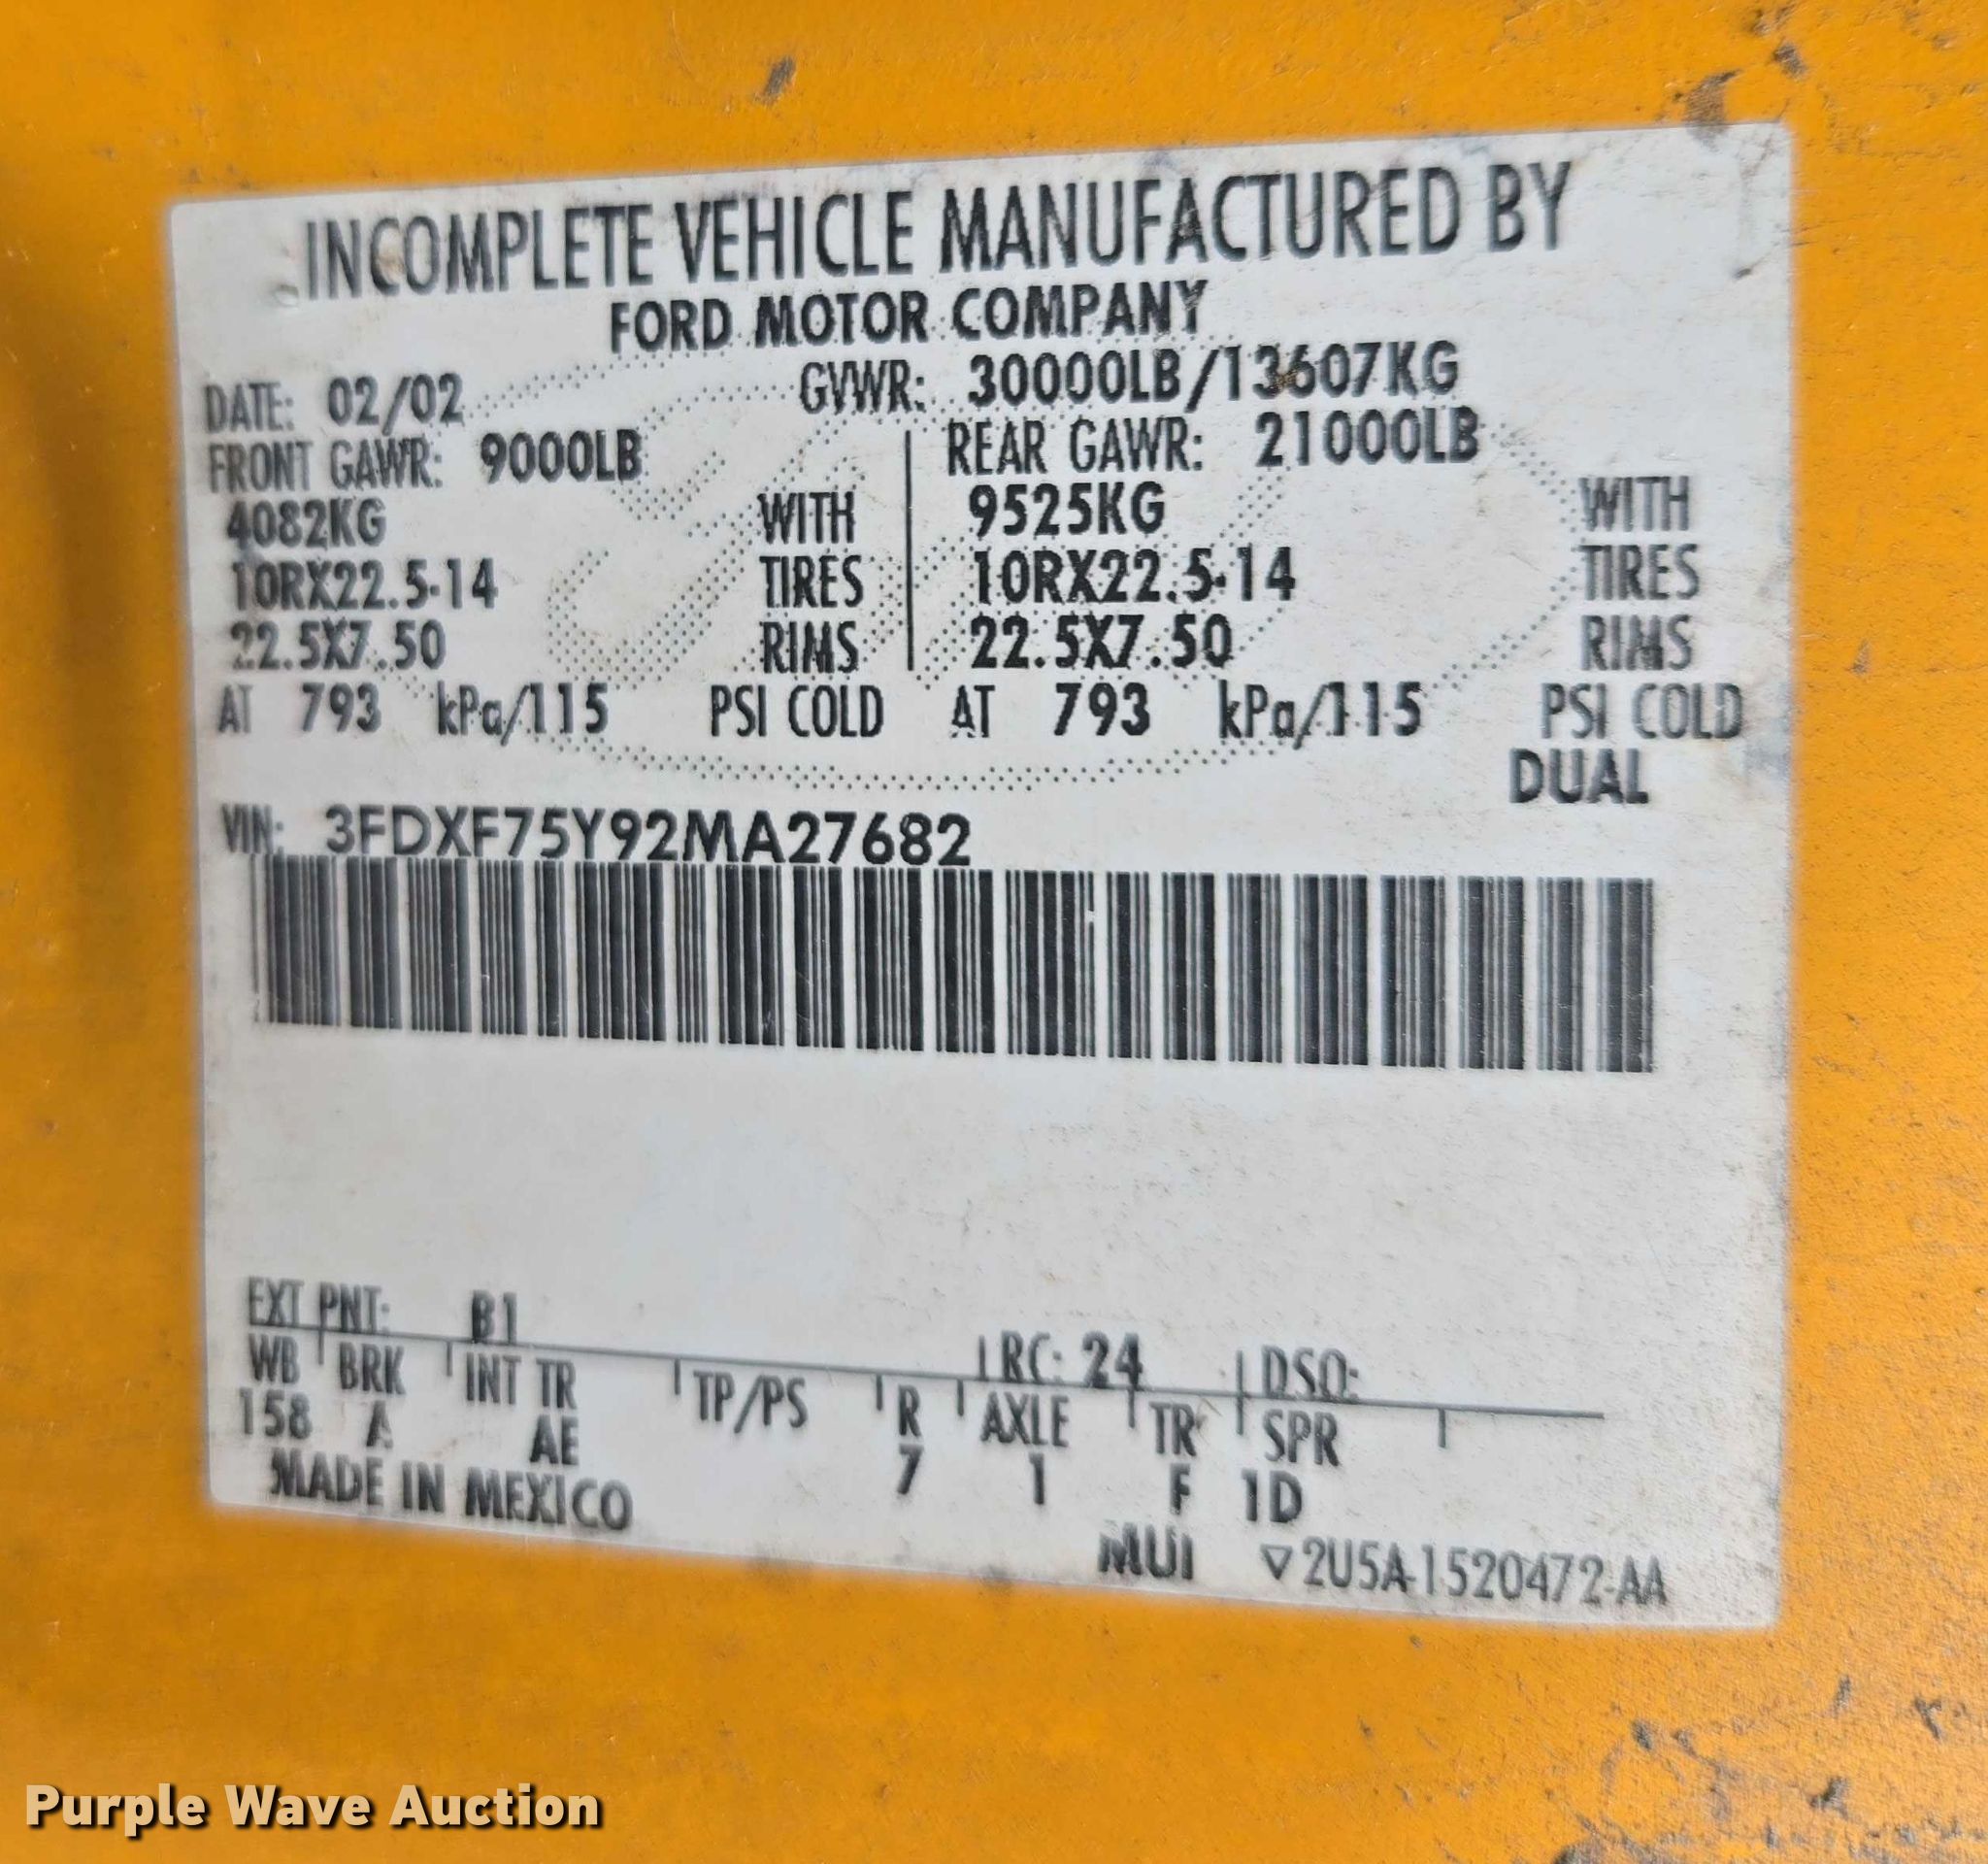 INCOMPLETE VEHICLE MANUFACTURED BY
FORD MOTOR COMPANY
DATE: 02/02 GVWR: 30000LB/13607KG
FRONT GAWR: 9000LB REAR GAWR: 21000LB
4082KG WITH 9525KG WITH
10RX22.5-14 TIRES 10RX22.5-14 TIRES
22.5X7.50 RIMS 22.5X7.50 RIMS
AT 793 kPa/115 PSI COLD AT 793 kPa/115 PSI COLD
DUAL
VIN: 3FDXF75Y92MA27682
EXT PNT: B1 RC: 24 DSO:
WB BRK INT TR TP/PS R AXLE TR SPR
158 A AE 7 1 F 1D
MADE IN MEXICO
MUI ▽2U5A-1520472-AA
Purple Wave Auction